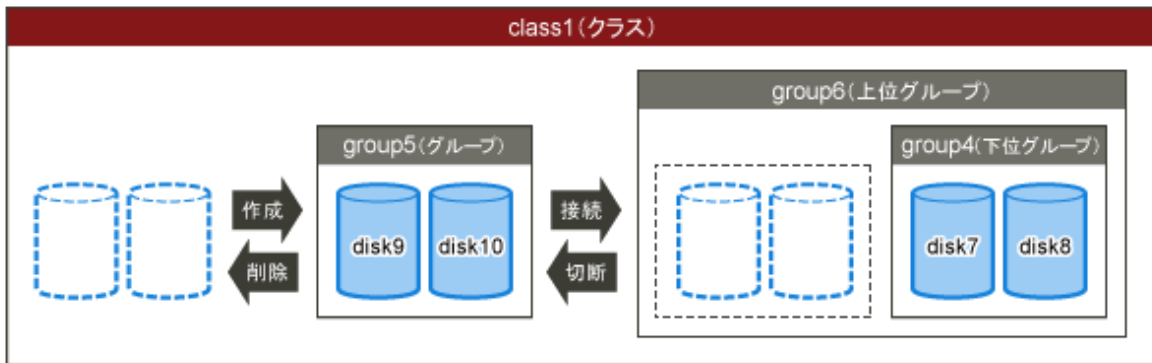 class1(クラス)
group6(上位グループ)
group5(グループ)
group4(下位グループ)
作成
接続
disk9
disk10
disk7
disk8
削除
切断